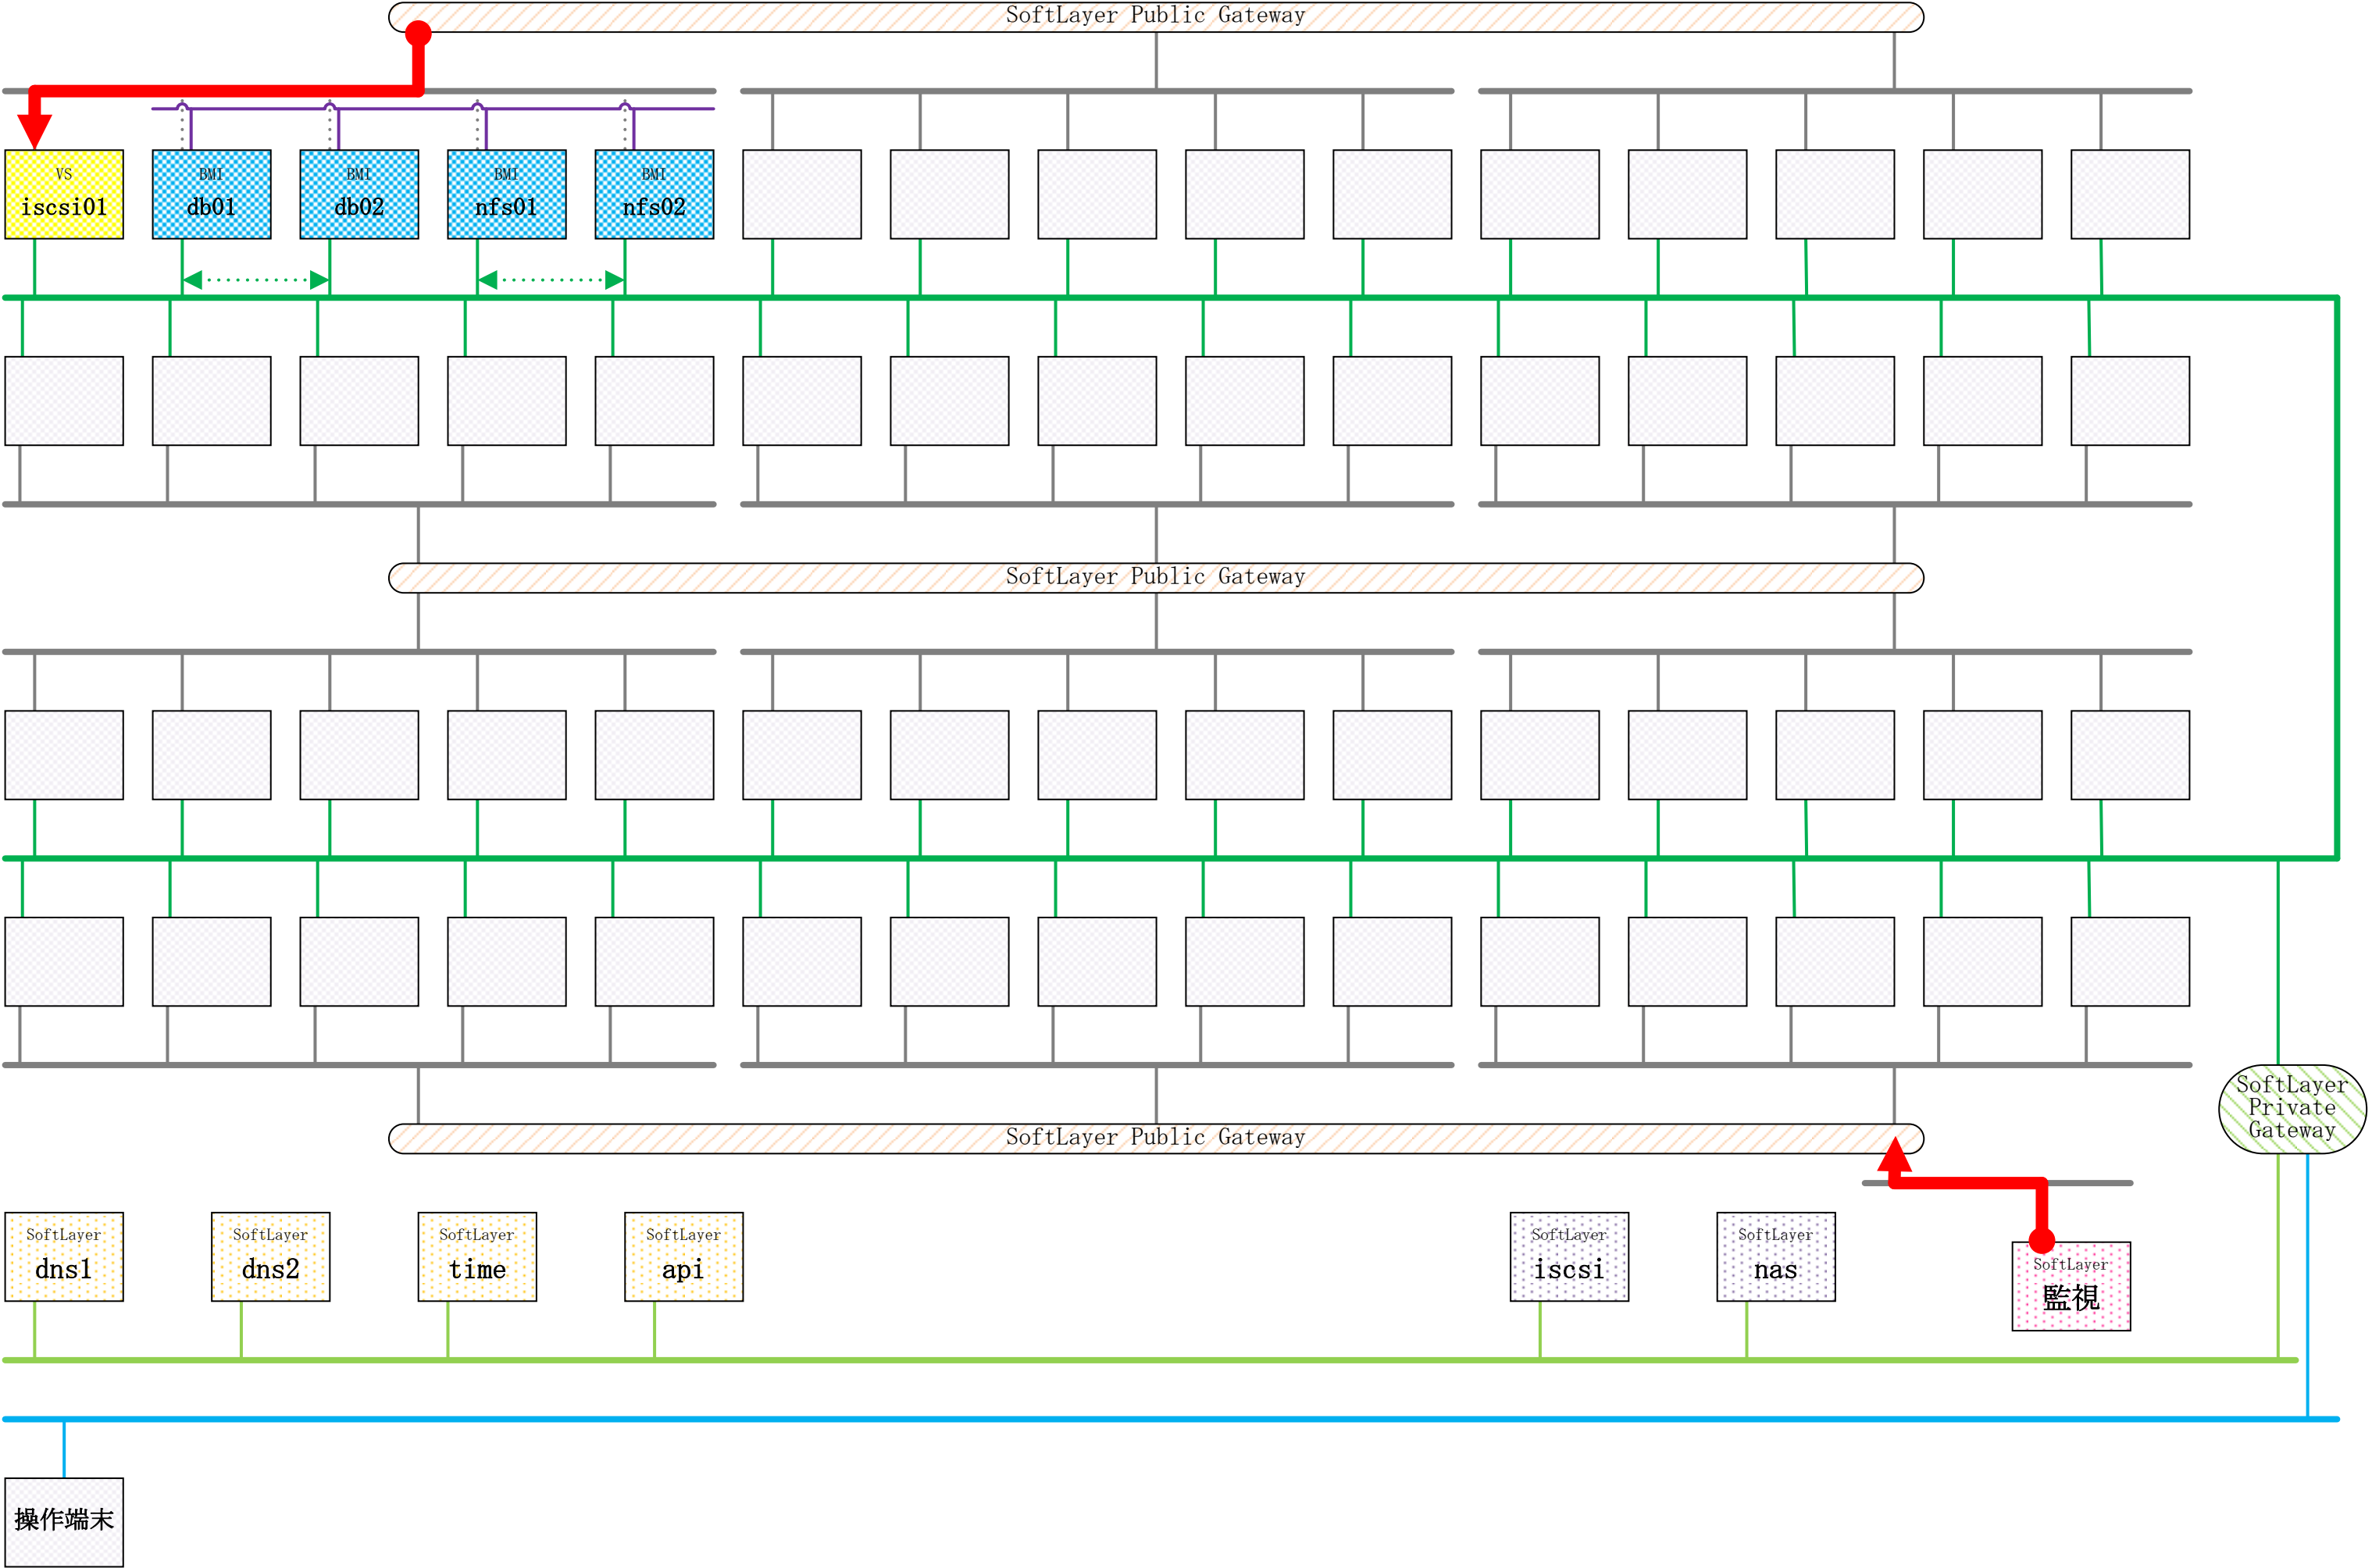 SoftLayer Public Gateway
VS
iscsi01
BMI
db01
BMI
db02
BMI
nfs01
BMI
nfs02
SoftLayer Public Gateway
SoftLayer
Private
Gateway
SoftLayer Public Gateway
SoftLayer
dns1
SoftLayer
dns2
SoftLayer
time
SoftLayer
api
SoftLayer
iscsi
SoftLayer
nas
SoftLayer
監視
操作端末